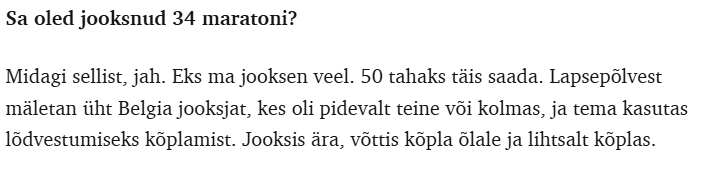 Sa oled jooksnud 34 maratoni?
Midagi sellist, jah. Eks ma jooksen veel. 50 tahaks täis saada. Lapsepõlvest
mäletan üht Belgia jooksjat, kes oli pidevalt teine või kolmas, ja tema kasutas
lõdvestumiseks kõplamist. Jooksis ära, võttis kõpla õlale ja lihtsalt kõplas.